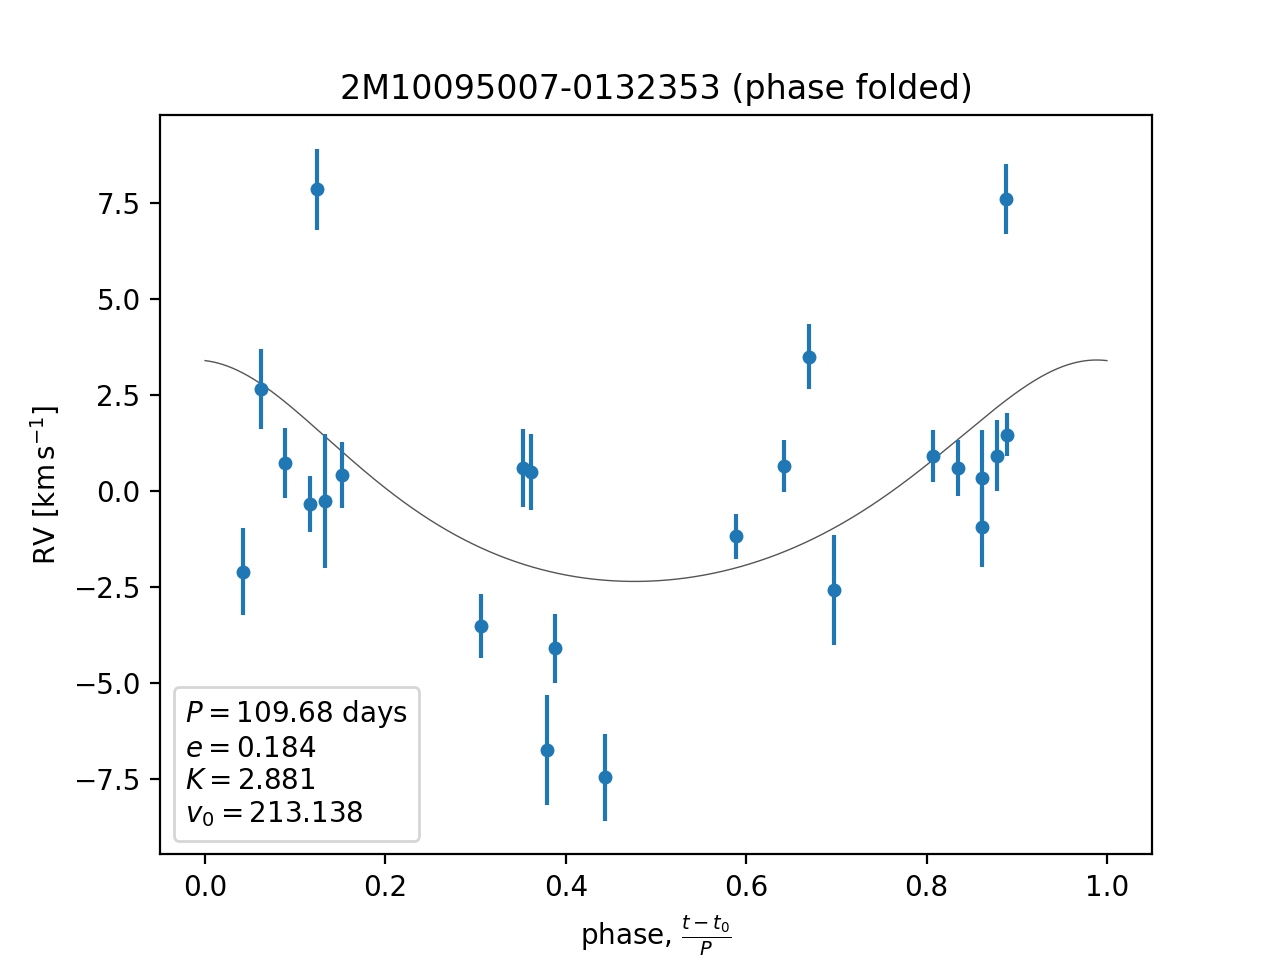 2M10095007-0132353 (phase folded)
RV [km s⁻¹]
7.5
5.0
2.5
0.0
−2.5
−5.0
−7.5
P = 109.68 days
e = 0.184
K = 2.881
v₀ = 213.138
0.0 0.2 0.4 0.6 0.8 1.0
phase, (t − t₀)/P